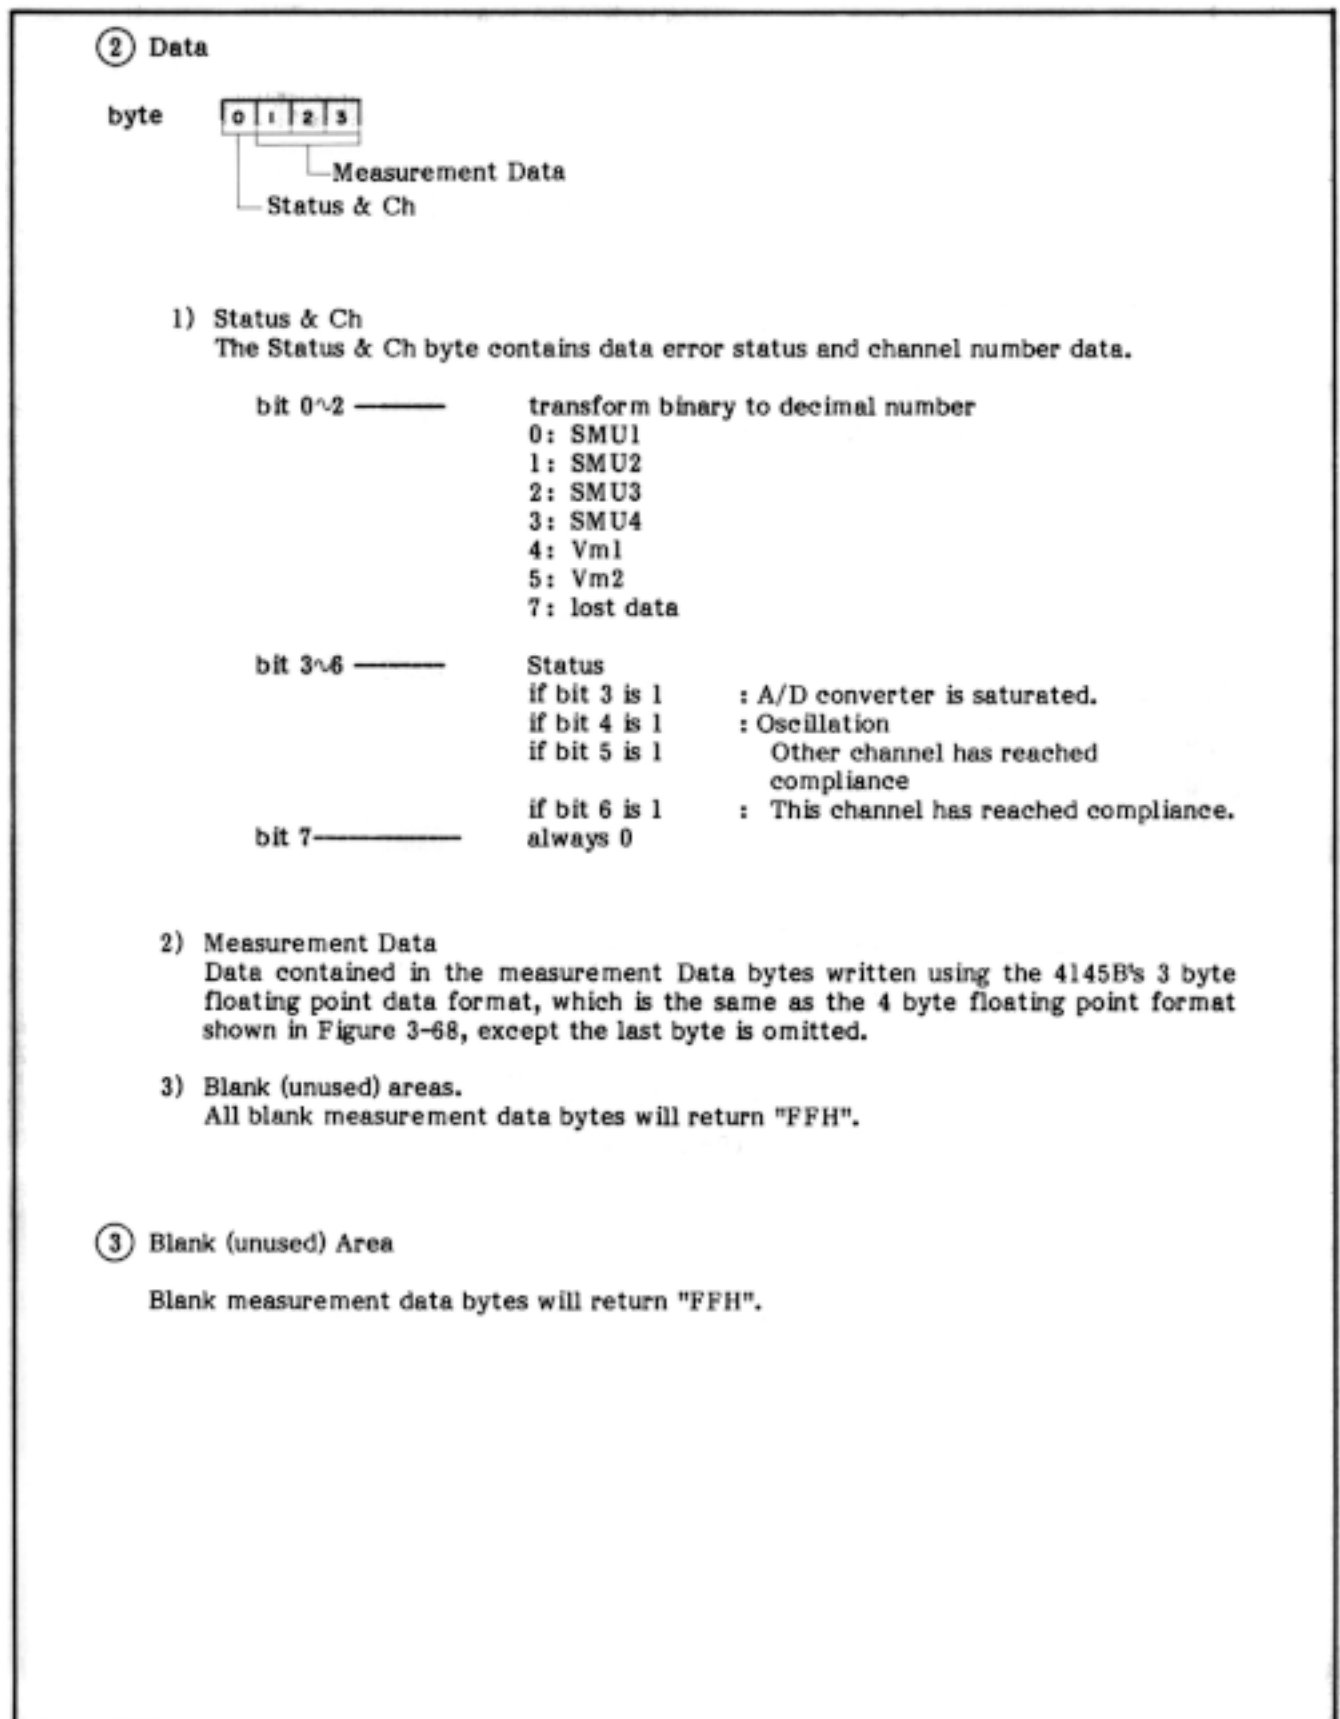 ② Data
byte 0 1 2 3
Measurement Data
Status & Ch
1) Status & Ch
The Status & Ch byte contains data error status and channel number data.
bit 0~2 ——— transform binary to decimal number
0: SMU1
1: SMU2
2: SMU3
3: SMU4
4: Vm1
5: Vm2
7: lost data
bit 3~6 ——— Status
if bit 3 is 1 : A/D converter is saturated.
if bit 4 is 1 : Oscillation
if bit 5 is 1 Other channel has reached
compliance
if bit 6 is 1 : This channel has reached compliance.
bit 7 ——— always 0
2) Measurement Data
Data contained in the measurement Data bytes written using the 4145B's 3 byte
floating point data format, which is the same as the 4 byte floating point format
shown in Figure 3-68, except the last byte is omitted.
3) Blank (unused) areas.
All blank measurement data bytes will return "FFH".
③ Blank (unused) Area
Blank measurement data bytes will return "FFH".